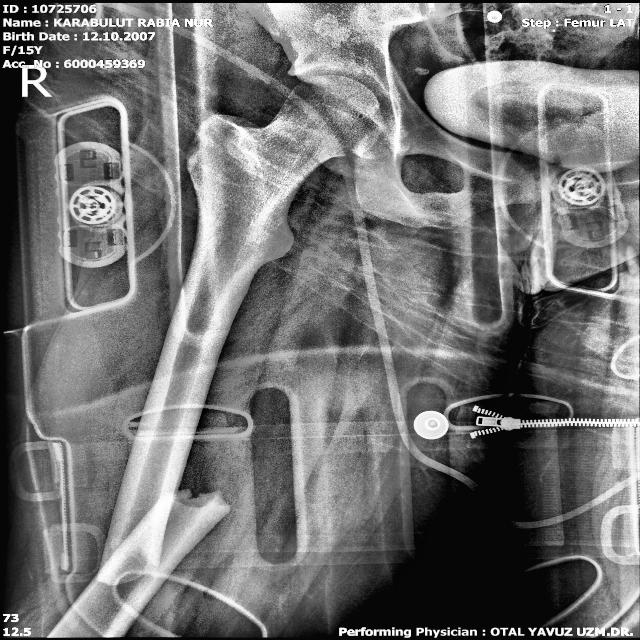 ID : 10725706
Name : KARABULUT RABIA NUR
Birth Date : 12.10.2007
F/15Y
Acc. No : 6000459369
R
1 - 1
Step : Femur LAT
73
12.5
Performing Physician : OTAL YAVUZ UZM.DR.